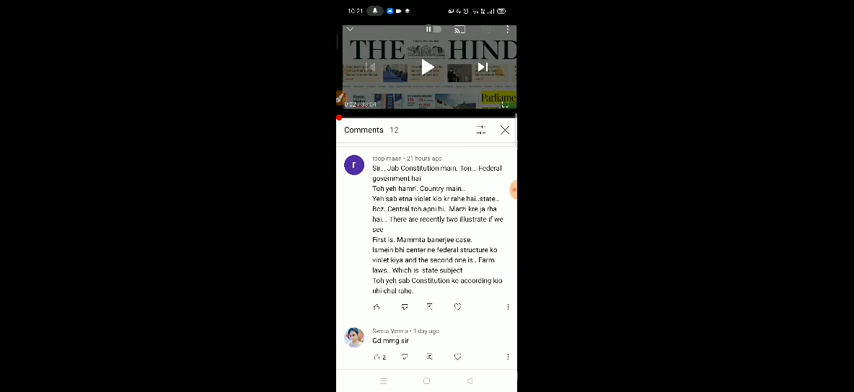 10:21
THE HIND
Parliame
0:02 / 33:04
Comments 12
roop maan • 21 hours ago
Sir... Jab Constitution main. Ton... Federal
government hai
Toh yeh hamri. Country main..
Yeh sab etna violet kio kr rahe hai..state..
Bcz. Central toh apni hi. Marzi kre ja rha
hai... There are recently two illustrate if we
see
First is. Mammta banerjee case.
Ismein bhi center ne federal structure ko
violet kiya and the second one is.. Farm
laws.. Which is state subject
Toh yeh sab Constitution ke according kio
nhi chal rahe.
Seeta Verma • 1 day ago
Gd mrng sir
2